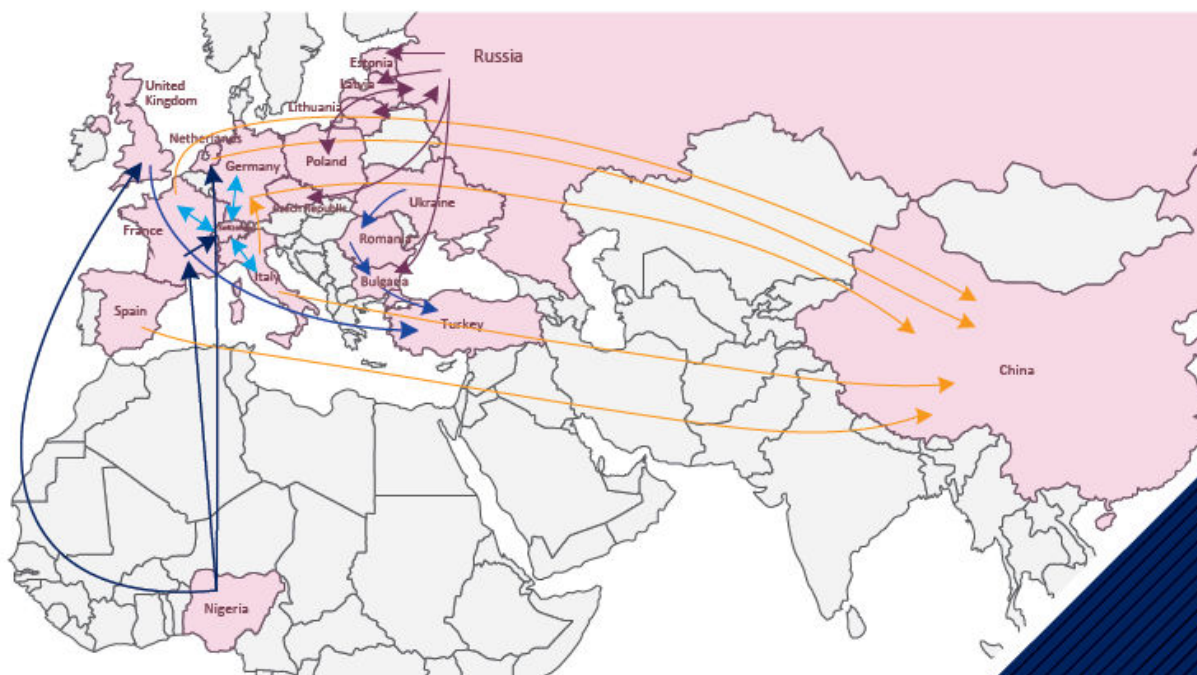 Russia
Estonia
Latvia
United
Kingdom
Lithuania
Netherlands
Poland
Germany
Czech Republic
Ukraine
France
Romania
Italy
Bulgaria
Spain
Turkey
China
Nigeria